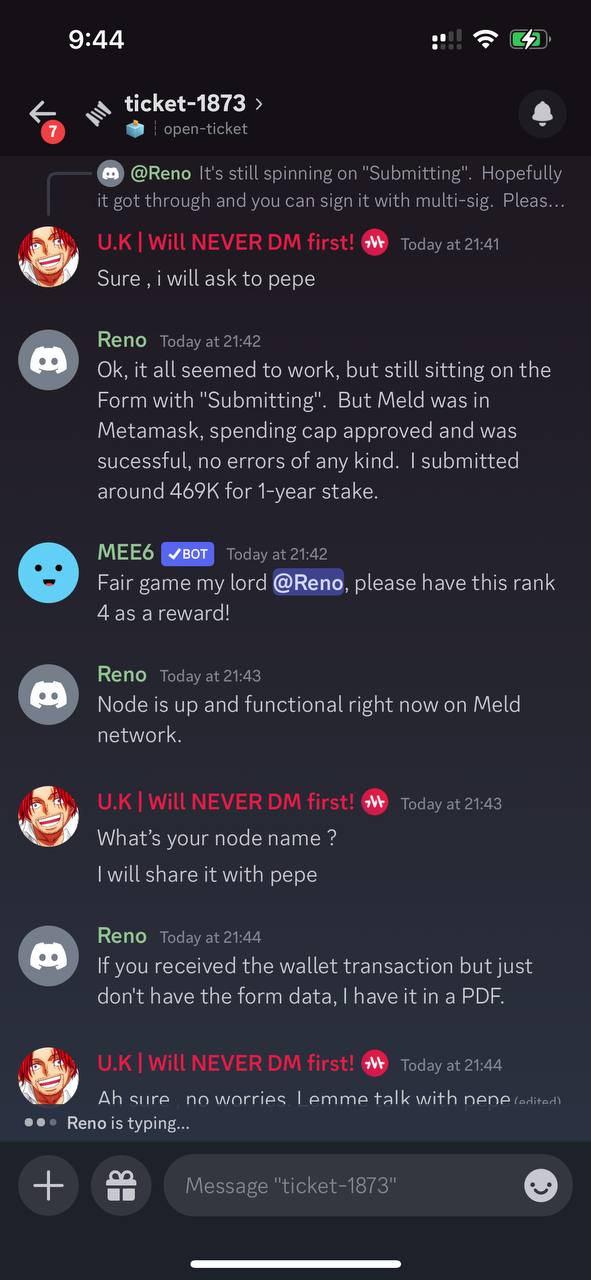 9:44
ticket-1873 >
open-ticket
7
@Reno It's still spinning on "Submitting". Hopefully
it got through and you can sign it with multi-sig. Pleas...
U.K | Will NEVER DM first! Today at 21:41
Sure , i will ask to pepe
Reno Today at 21:42
Ok, it all seemed to work, but still sitting on the
Form with "Submitting". But Meld was in
Metamask, spending cap approved and was
sucessful, no errors of any kind. I submitted
around 469K for 1-year stake.
MEE6 ✓BOT Today at 21:42
Fair game my lord @Reno, please have this rank
4 as a reward!
Reno Today at 21:43
Node is up and functional right now on Meld
network.
U.K | Will NEVER DM first! Today at 21:43
What's your node name ?
I will share it with pepe
Reno Today at 21:44
If you received the wallet transaction but just
don't have the form data, I have it in a PDF.
U.K | Will NEVER DM first! Today at 21:44
Ah sure , no worries. Lemme talk with pepe (edited)
Reno is typing...
Message "ticket-1873"